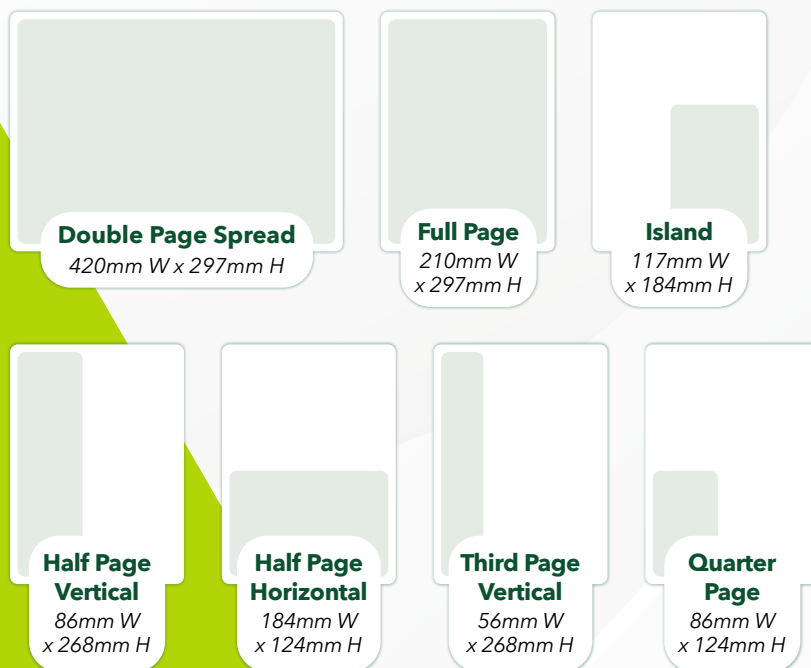 Double Page Spread
420mm W x 297mm H
Full Page
210mm W
x 297mm H
Island
117mm W
x 184mm H
Half Page
Vertical
86mm W
x 268mm H
Half Page
Horizontal
184mm W
x 124mm H
Third Page
Vertical
56mm W
x 268mm H
Quarter
Page
86mm W
x 124mm H